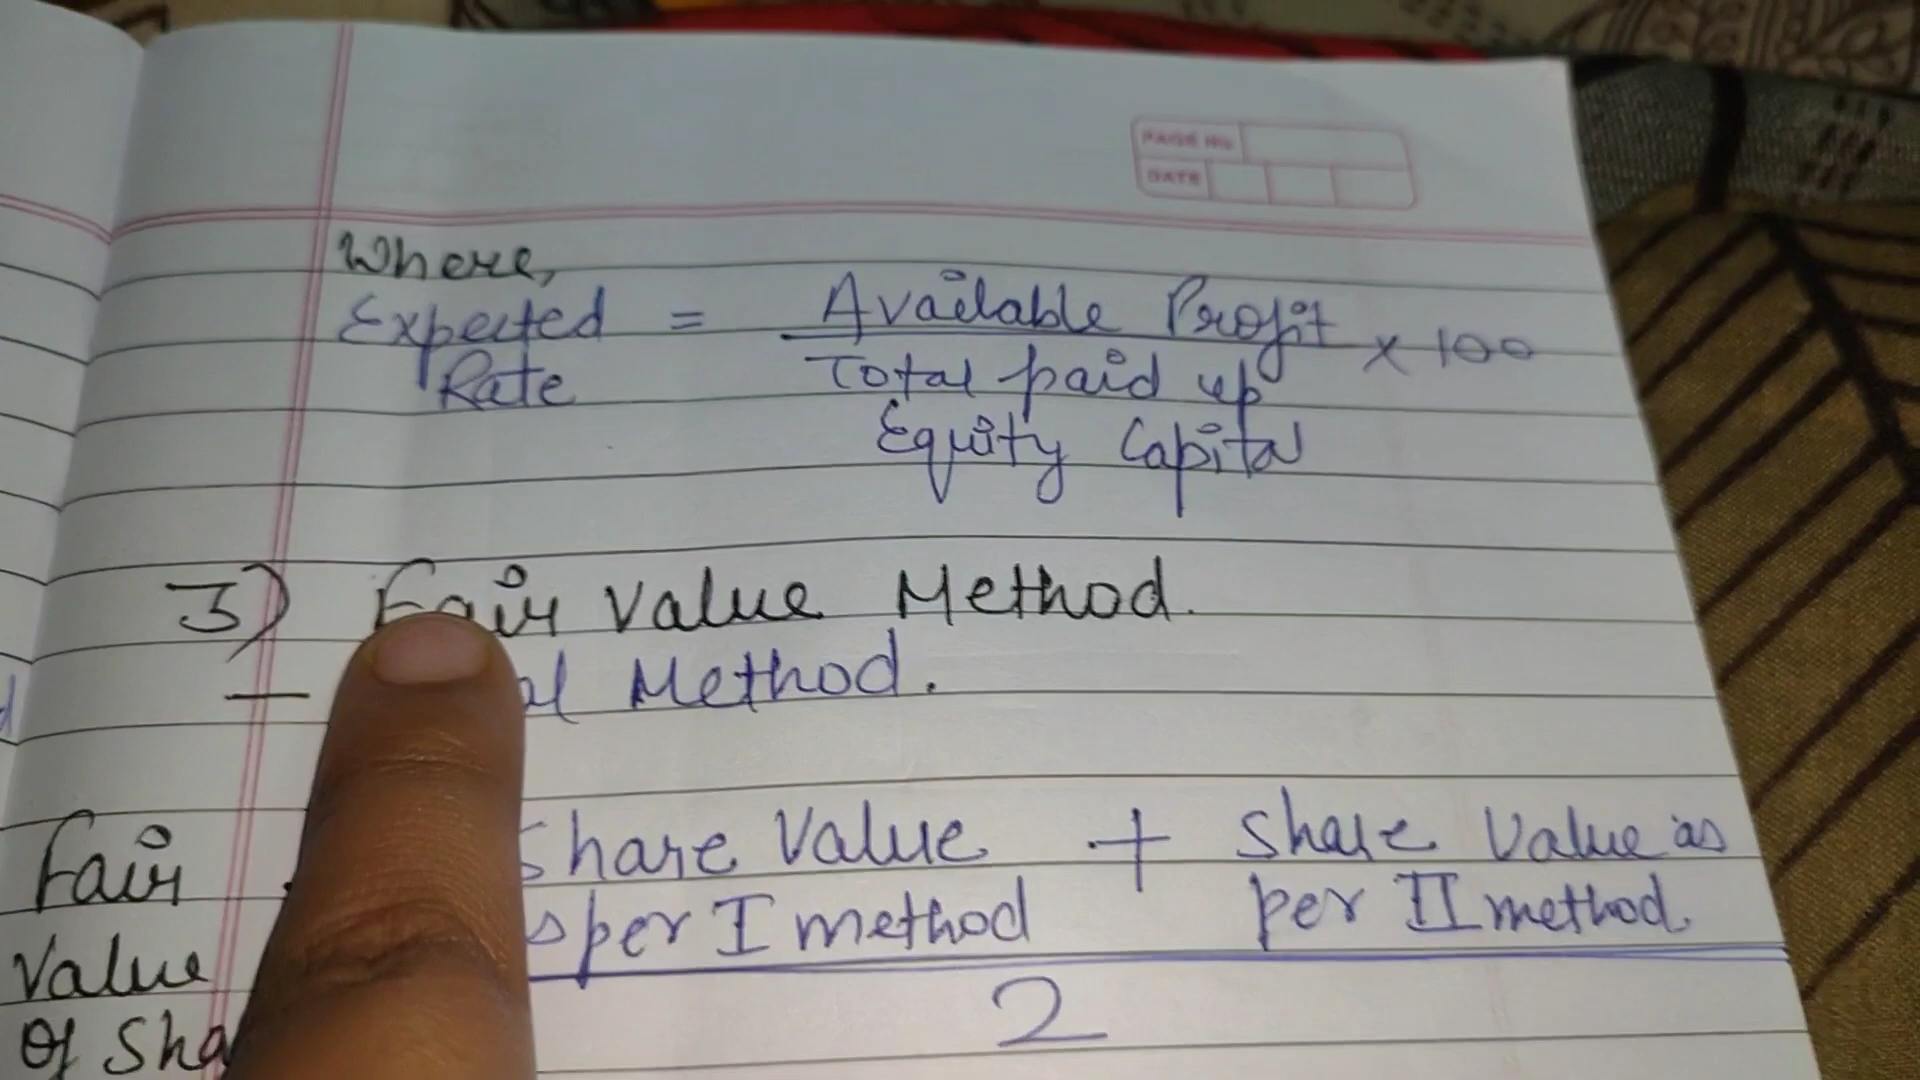 PAGE NO.
DATE
Where,
Expected = Available Profit × 100
Rate Total paid up
Equity Capital
3) Fair Value Method.
Method.
Fair Share Value + Share Value as
per I method per II method.
Value
2
Of